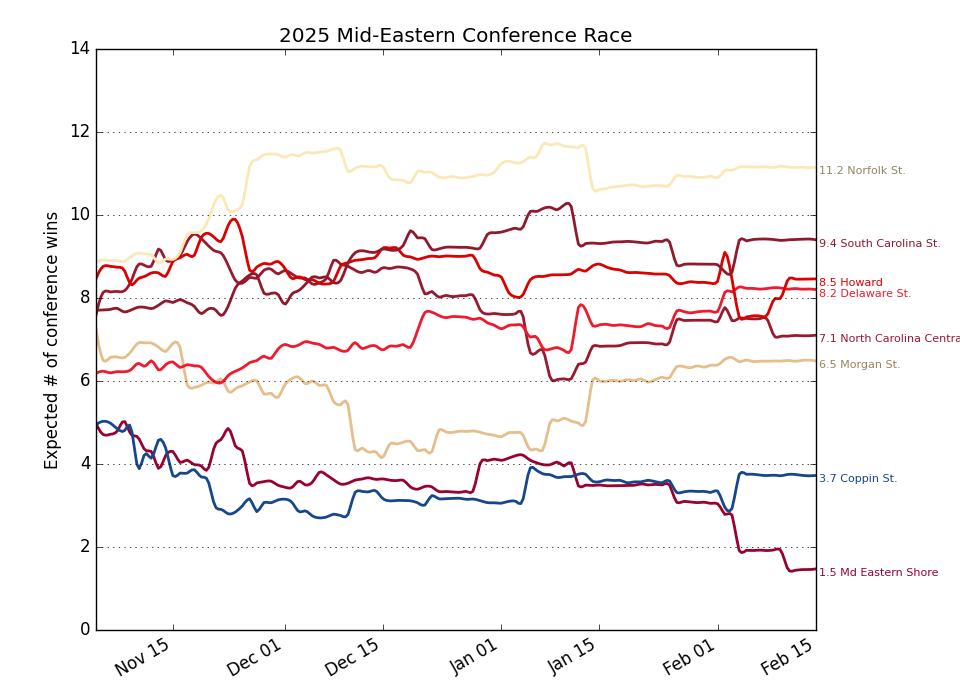 2025 Mid-Eastern Conference Race
Expected # of conference wins
14
12
10
8
6
4
2
0
11.2 Norfolk St.
9.4 South Carolina St.
8.5 Howard
8.2 Delaware St.
7.1 North Carolina Centra
6.5 Morgan St.
3.7 Coppin St.
1.5 Md Eastern Shore
Nov 15
Dec 01
Dec 15
Jan 01
Jan 15
Feb 01
Feb 15